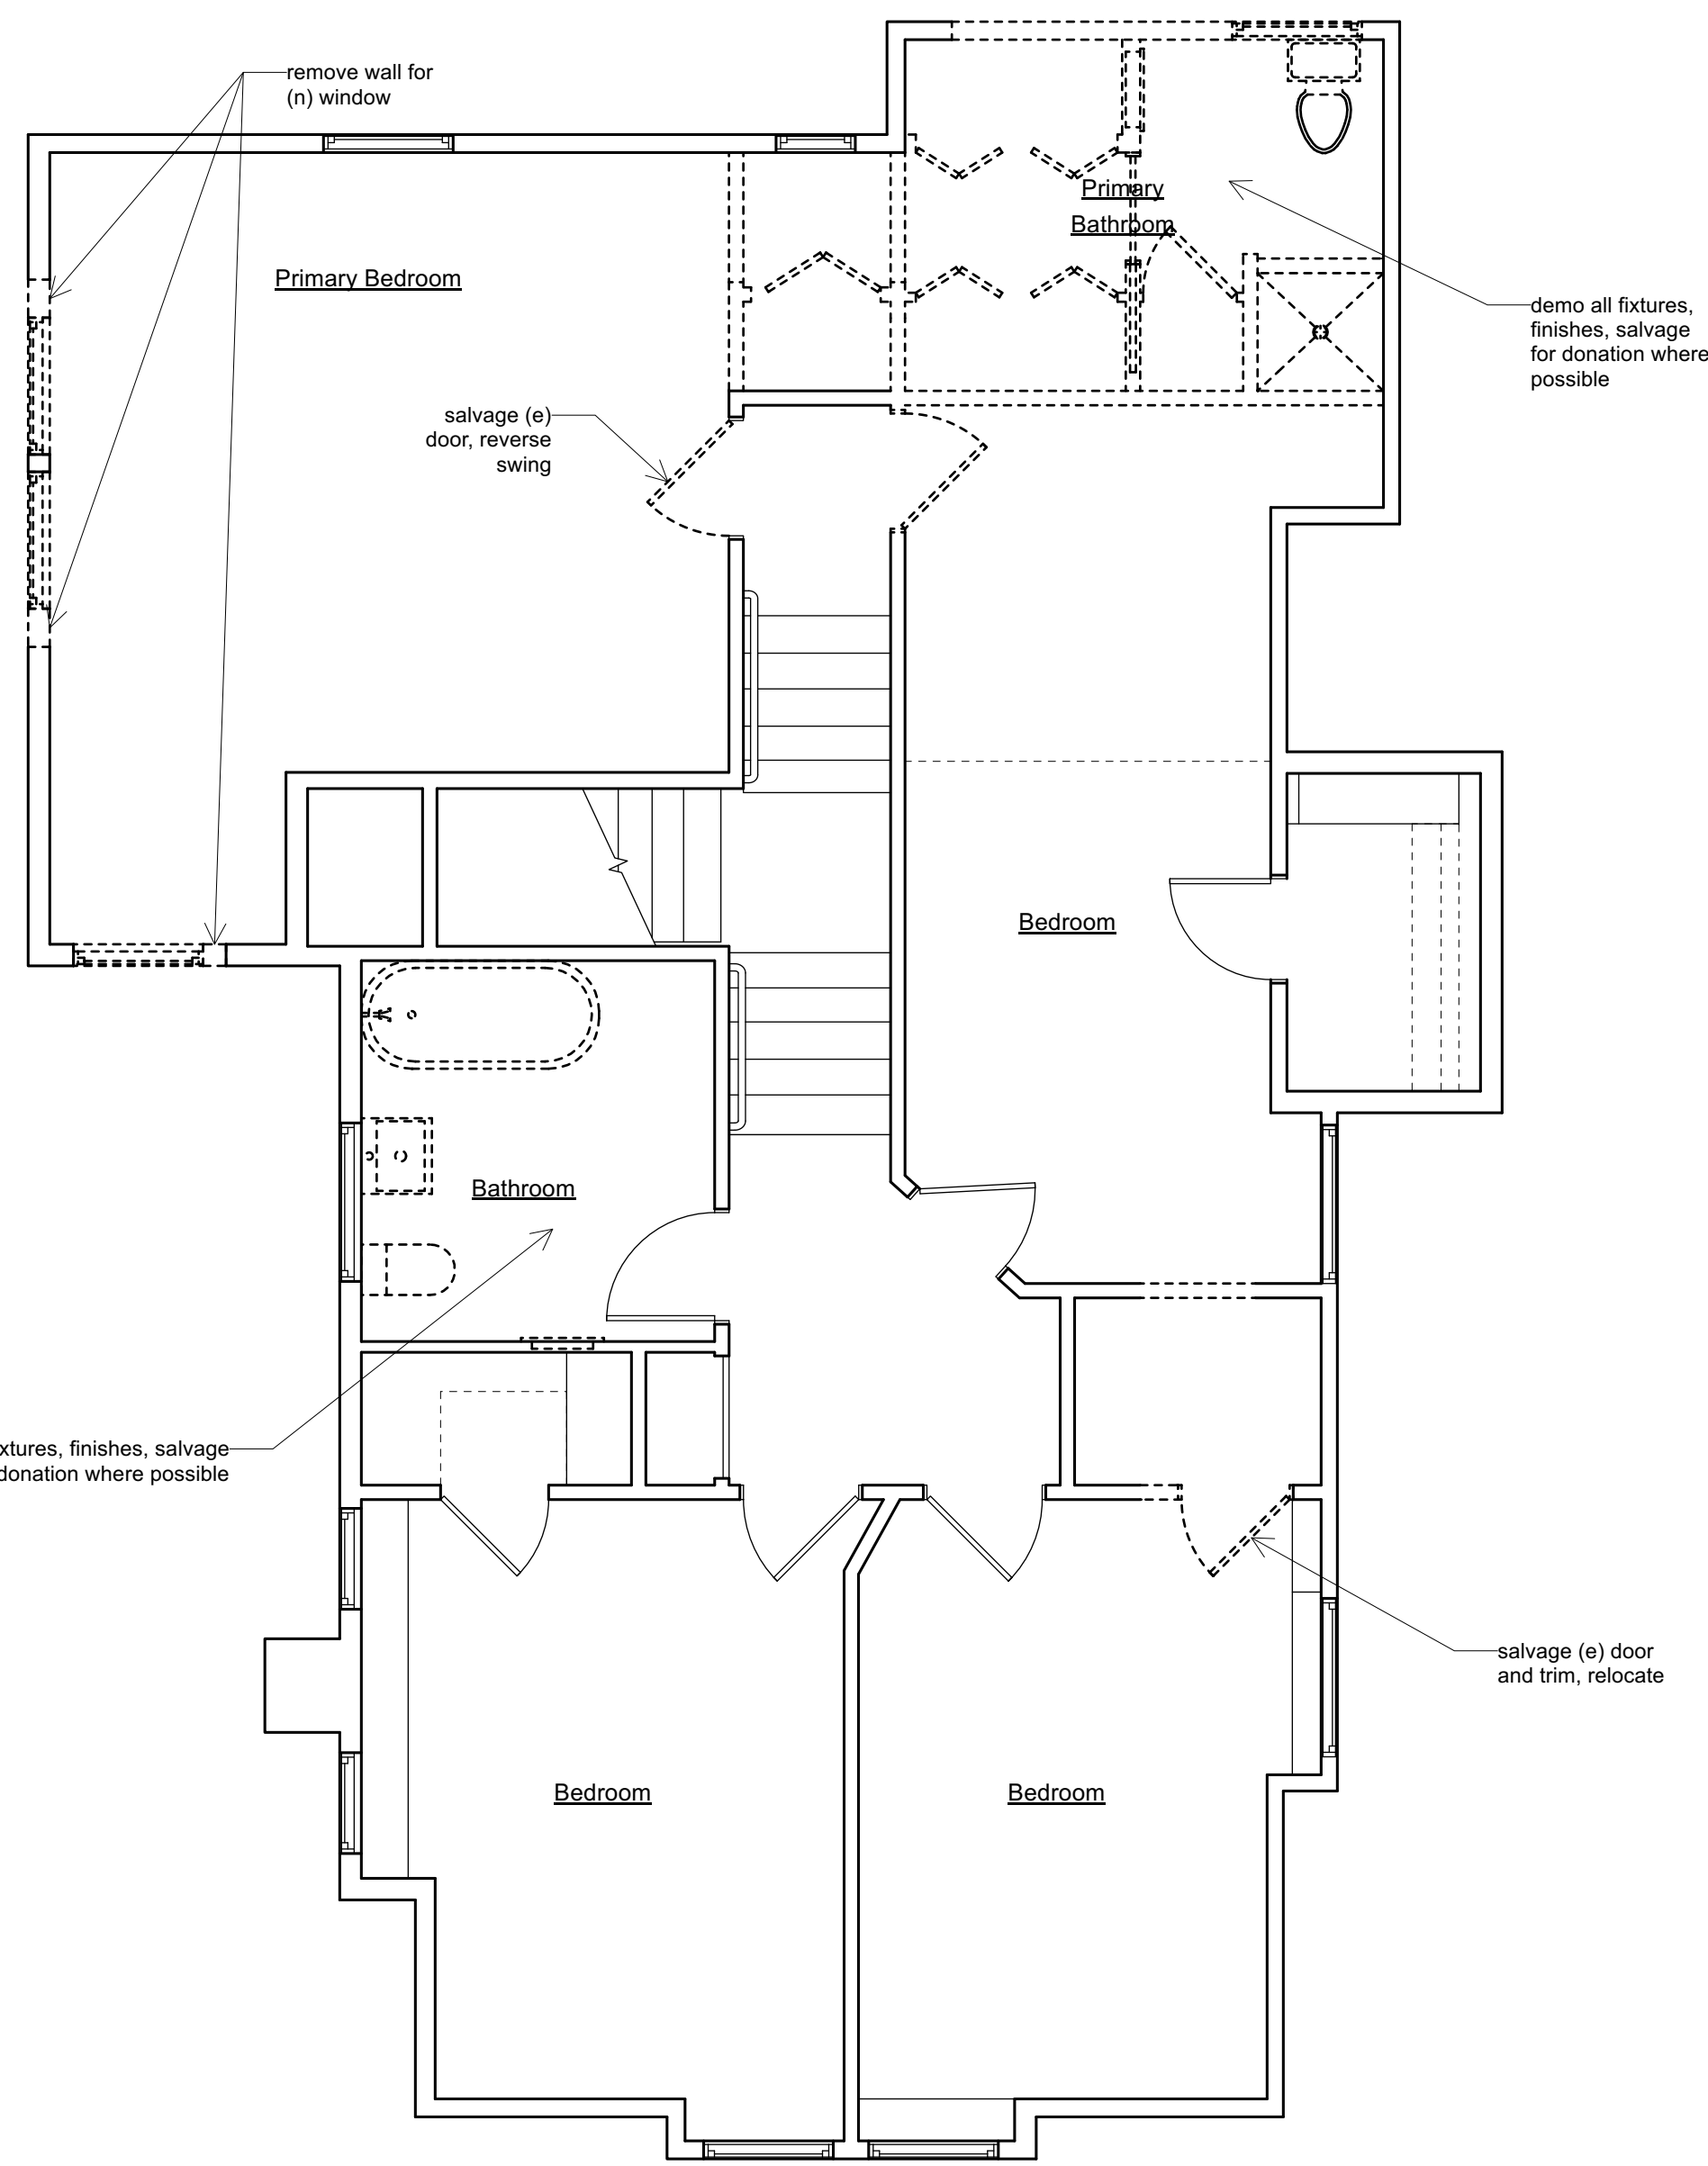 remove wall for
(n) window
Primary
Bathroom
Primary Bedroom
demo all fixtures,
finishes, salvage
for donation where
possible
salvage (e)
door, reverse
swing
Bedroom
Bathroom
finishes, salvage
donation where possible
salvage (e) door
and trim, relocate
Bedroom
Bedroom